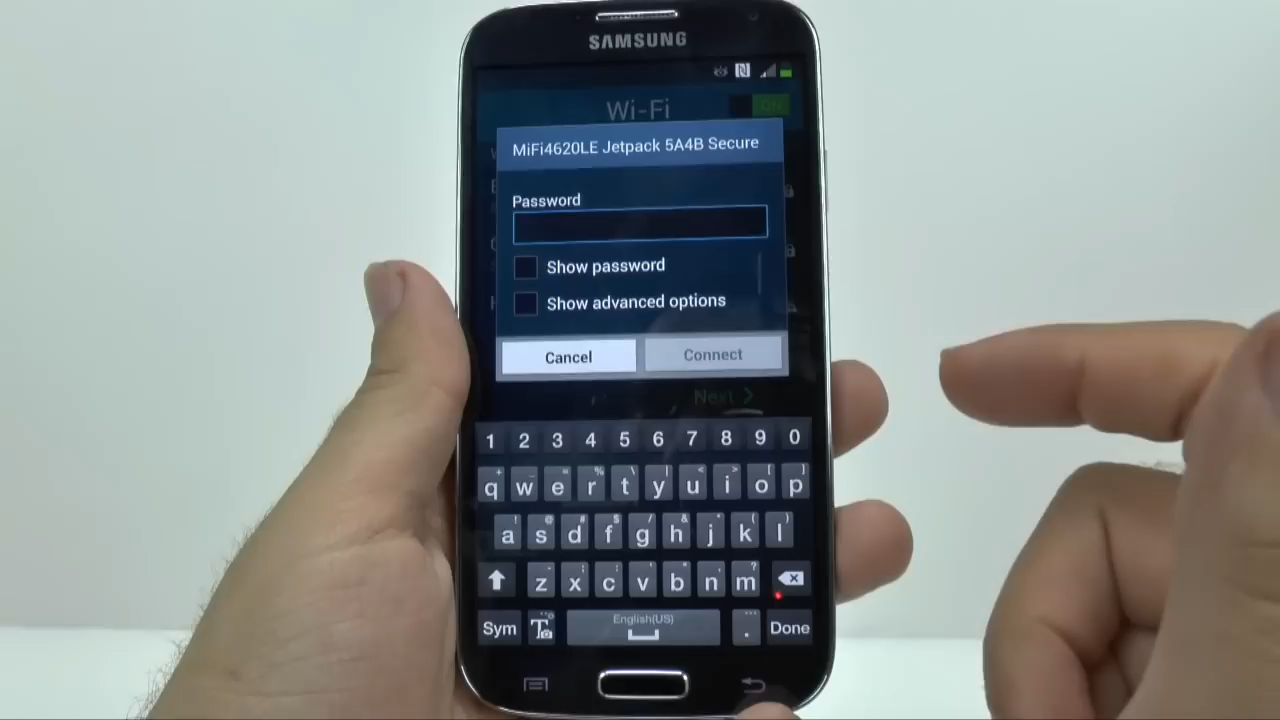 SAMSUNG
Wi-Fi
ON
MiFi4620LE Jetpack 5A4B Secure
Password
Show password
Show advanced options
Cancel Connect
Next >
1 2 3 4 5 6 7 8 9 0
q w e r t y u i o p
a s d f g h j k l
z x c v b n m
Sym T English(US) . Done